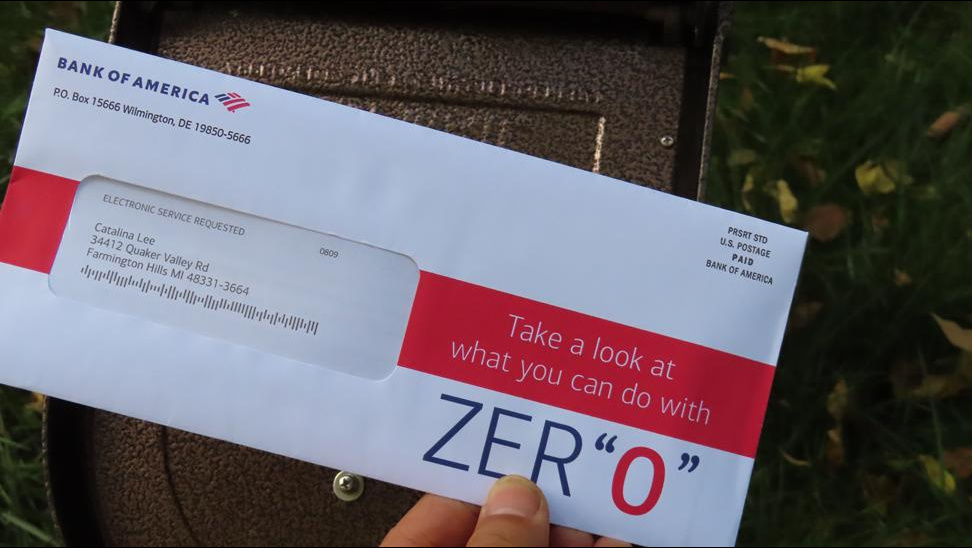 BANK OF AMERICA
P.O. Box 15666 Wilmington, DE 19850-5666
ELECTRONIC SERVICE REQUESTED
0809
Catalina Lee
34412 Quaker Valley Rd
Farmington Hills MI 48331-3664
PRSRT STD
U.S. POSTAGE
PAID
BANK OF AMERICA
Take a look at
what you can do with
ZER“0”